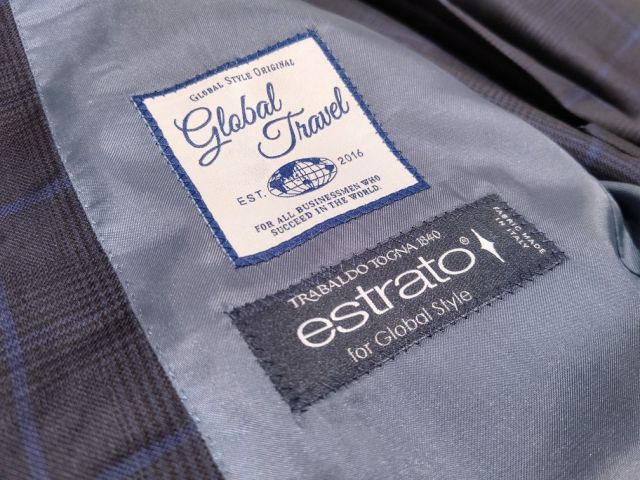 GLOBAL STYLE ORIGINAL
Global
Travel
EST. 2016
FOR ALL BUSINESSMEN WHO
SUCCEED IN THE WORLD.
TRABALDO TOGNA 1840
estrato®
for Global Style
FABRIC MADE
IN ITALY